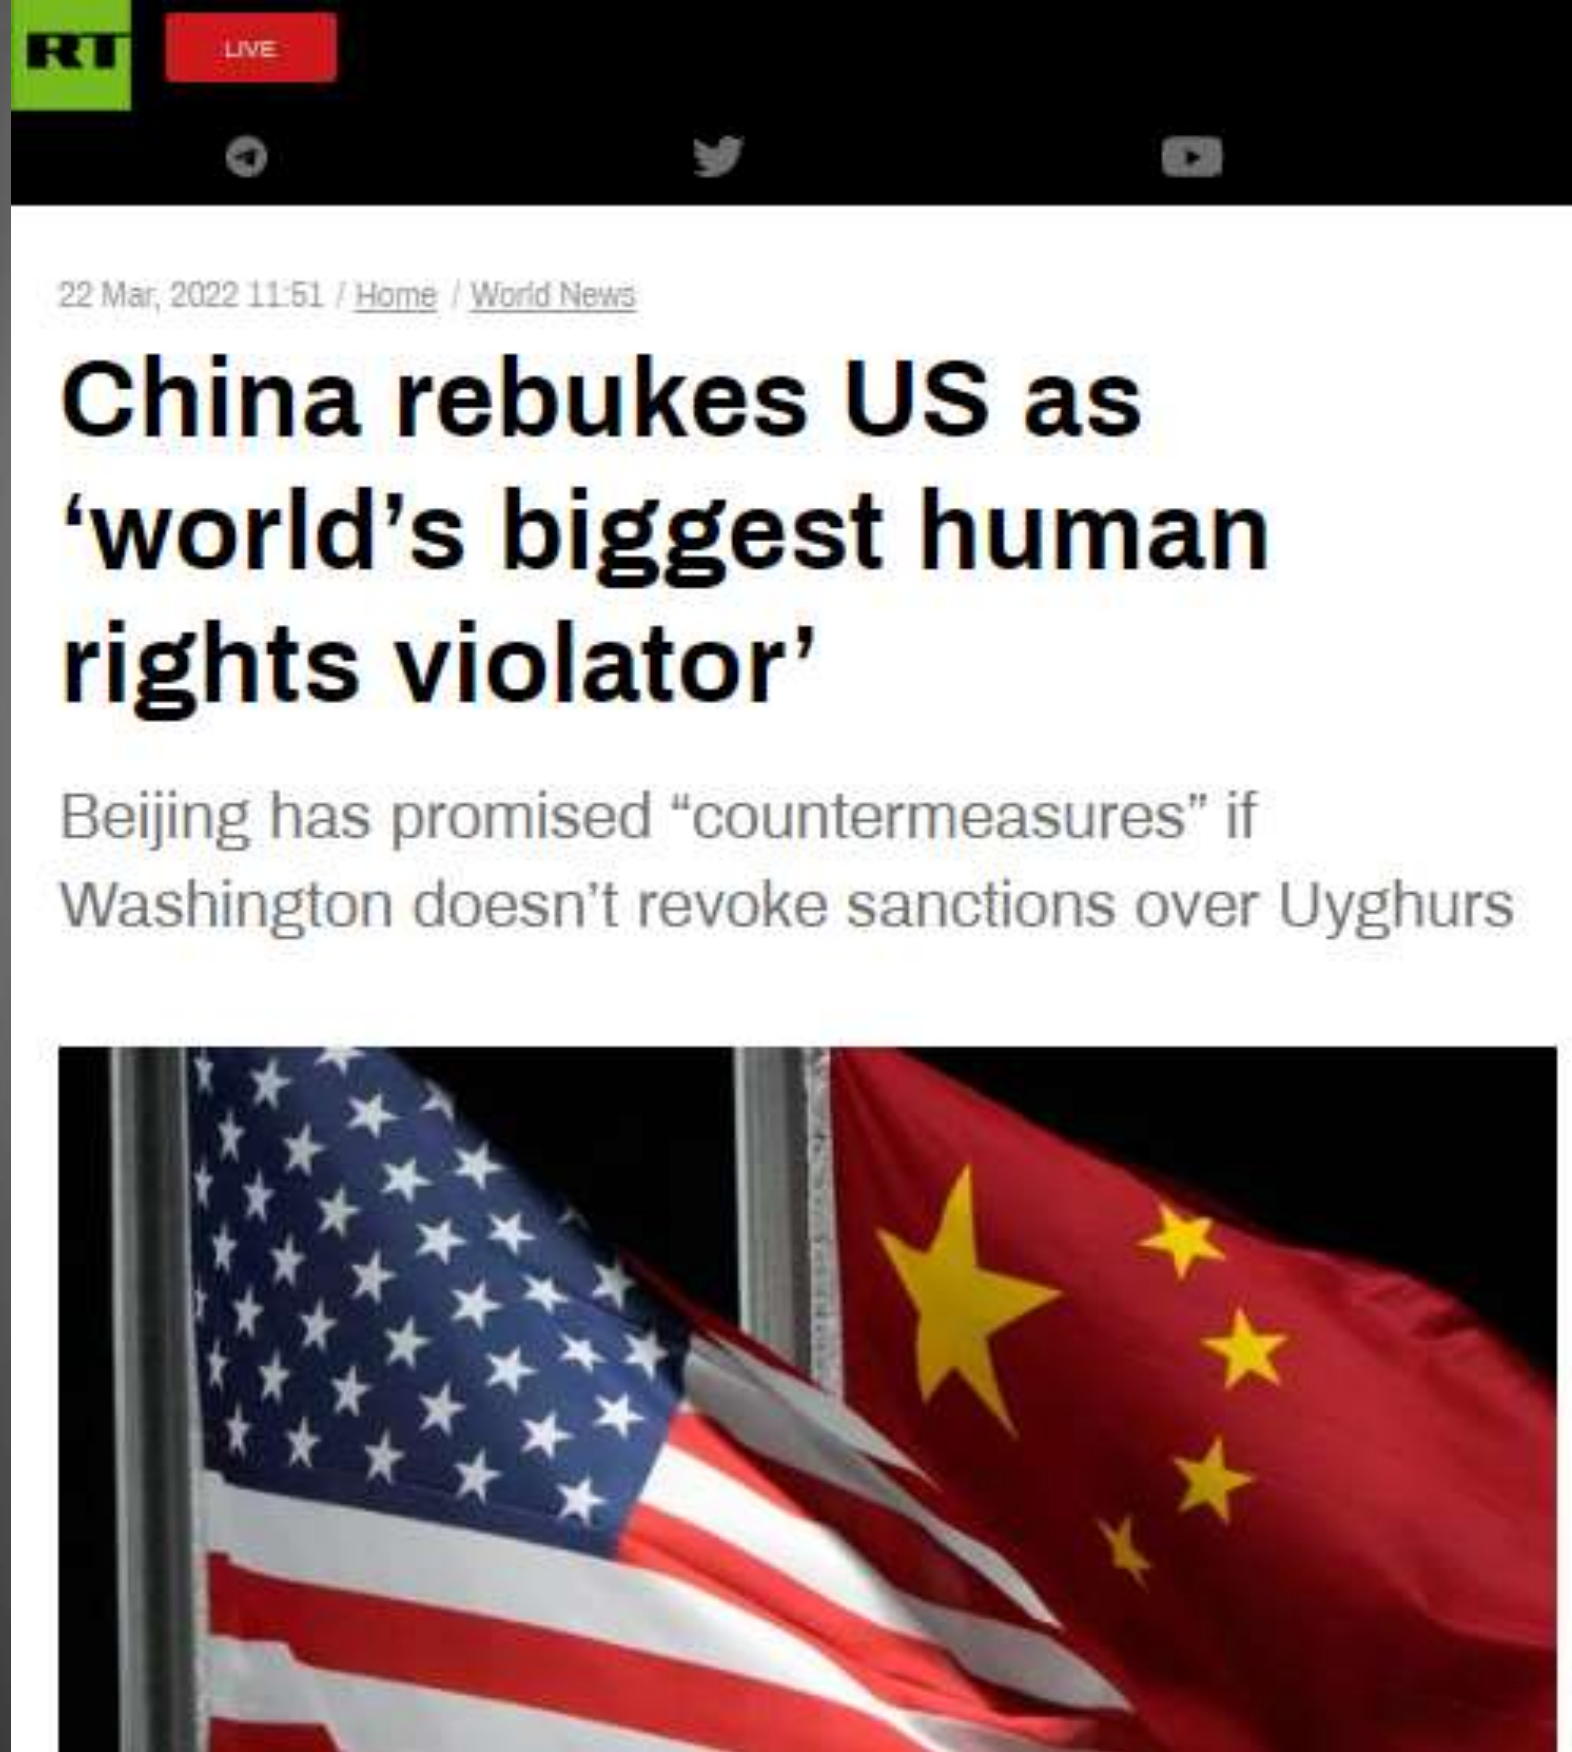 RT
LIVE
22 Mar, 2022 11:51 / Home / World News
China rebukes US as
‘world’s biggest human
rights violator’
Beijing has promised “countermeasures” if
Washington doesn’t revoke sanctions over Uyghurs